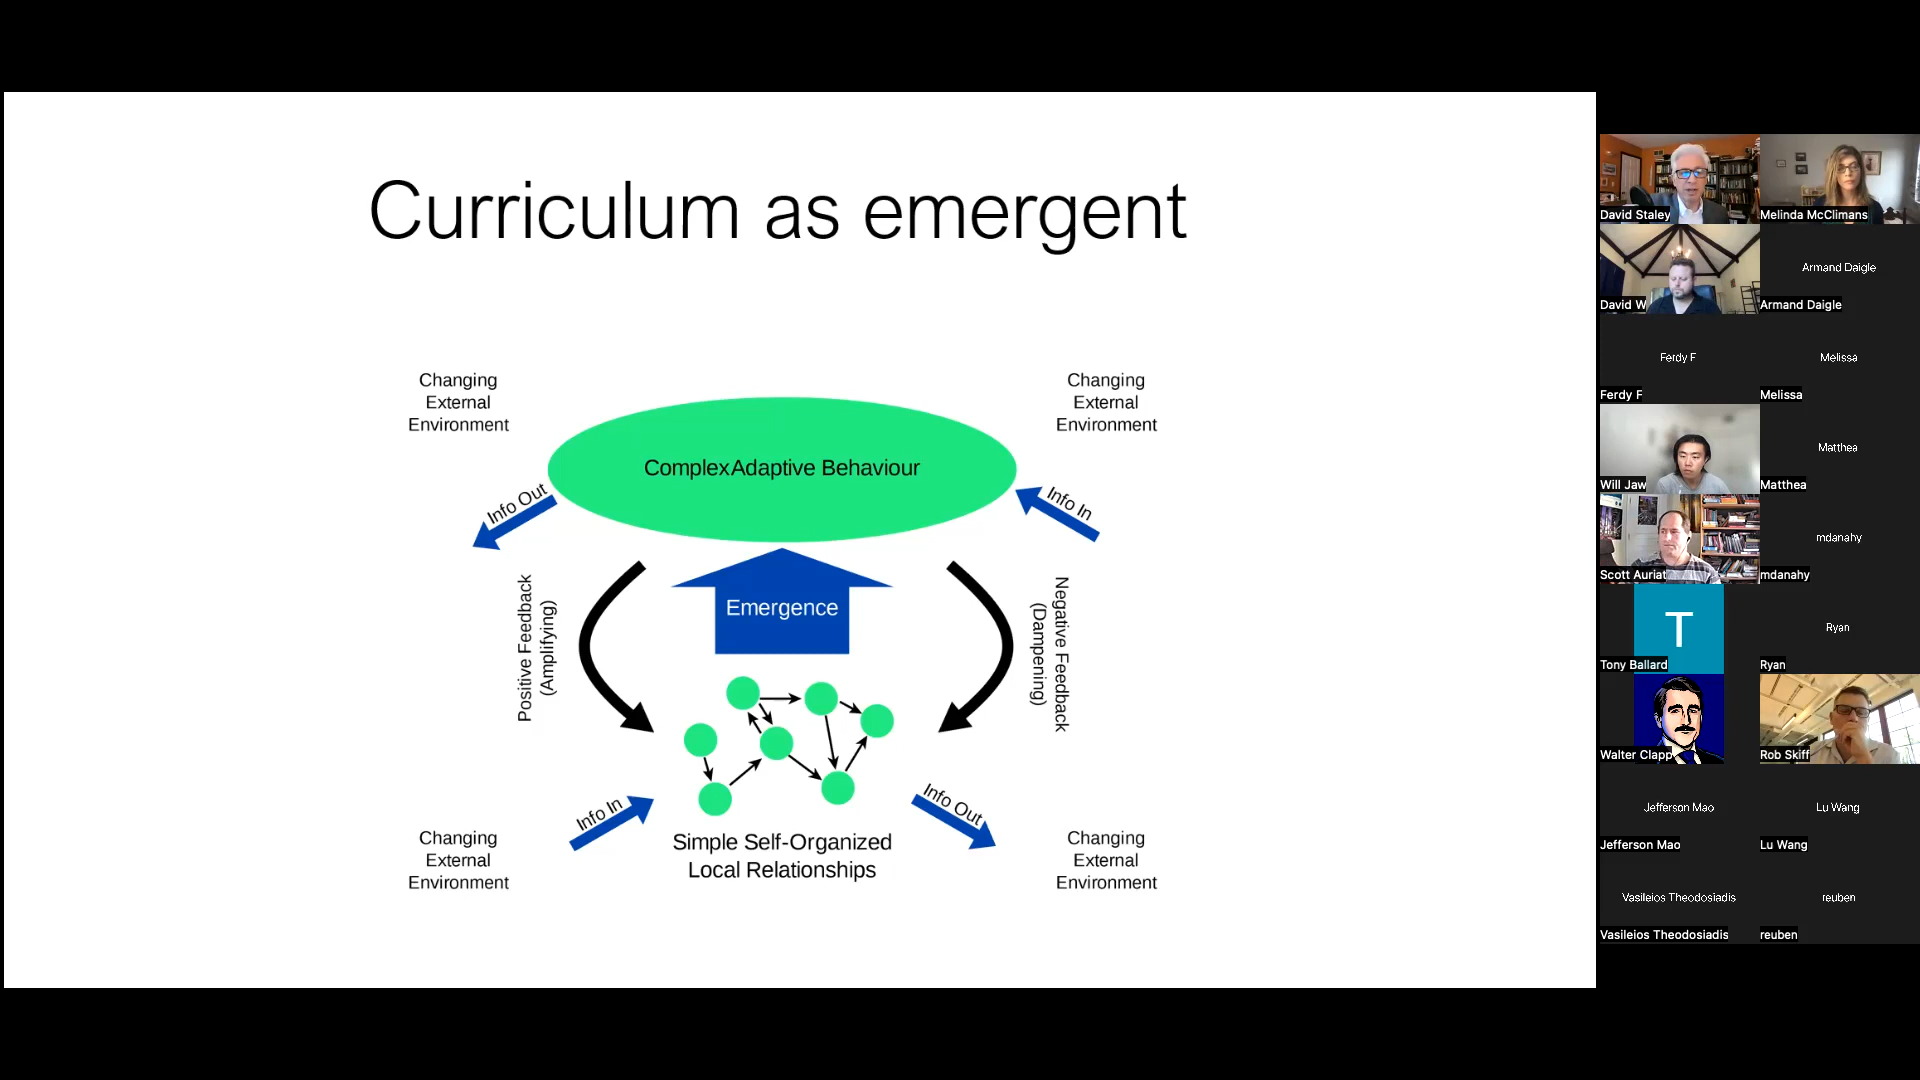 Curriculum as emergent
Changing
External
Environment
Changing
External
Environment
ComplexAdaptive Behaviour
Info Out
Info In
Positive Feedback
(Amplifying)
Emergence
Negative Feedback
(Dampening)
Info In
Info Out
Simple Self-Organized
Local Relationships
Changing
External
Environment
Changing
External
Environment
David Staley
Melinda McClimans
David W
Armand Daigle
Armand Daigle
Ferdy F
Ferdy F
Melissa
Melissa
Will Jaw
Matthea
Matthea
Scott Auriat
mdanahy
mdanahy
T
Tony Ballard
Ryan
Ryan
Walter Clapp
Rob Skiff
Jefferson Mao
Jefferson Mao
Lu Wang
Lu Wang
Vasileios Theodosiadis
Vasileios Theodosiadis
reuben
reuben